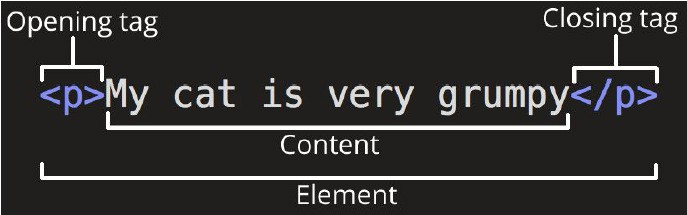 Opening tag
Closing tag
<p>My cat is very grumpy</p>
Content
Element